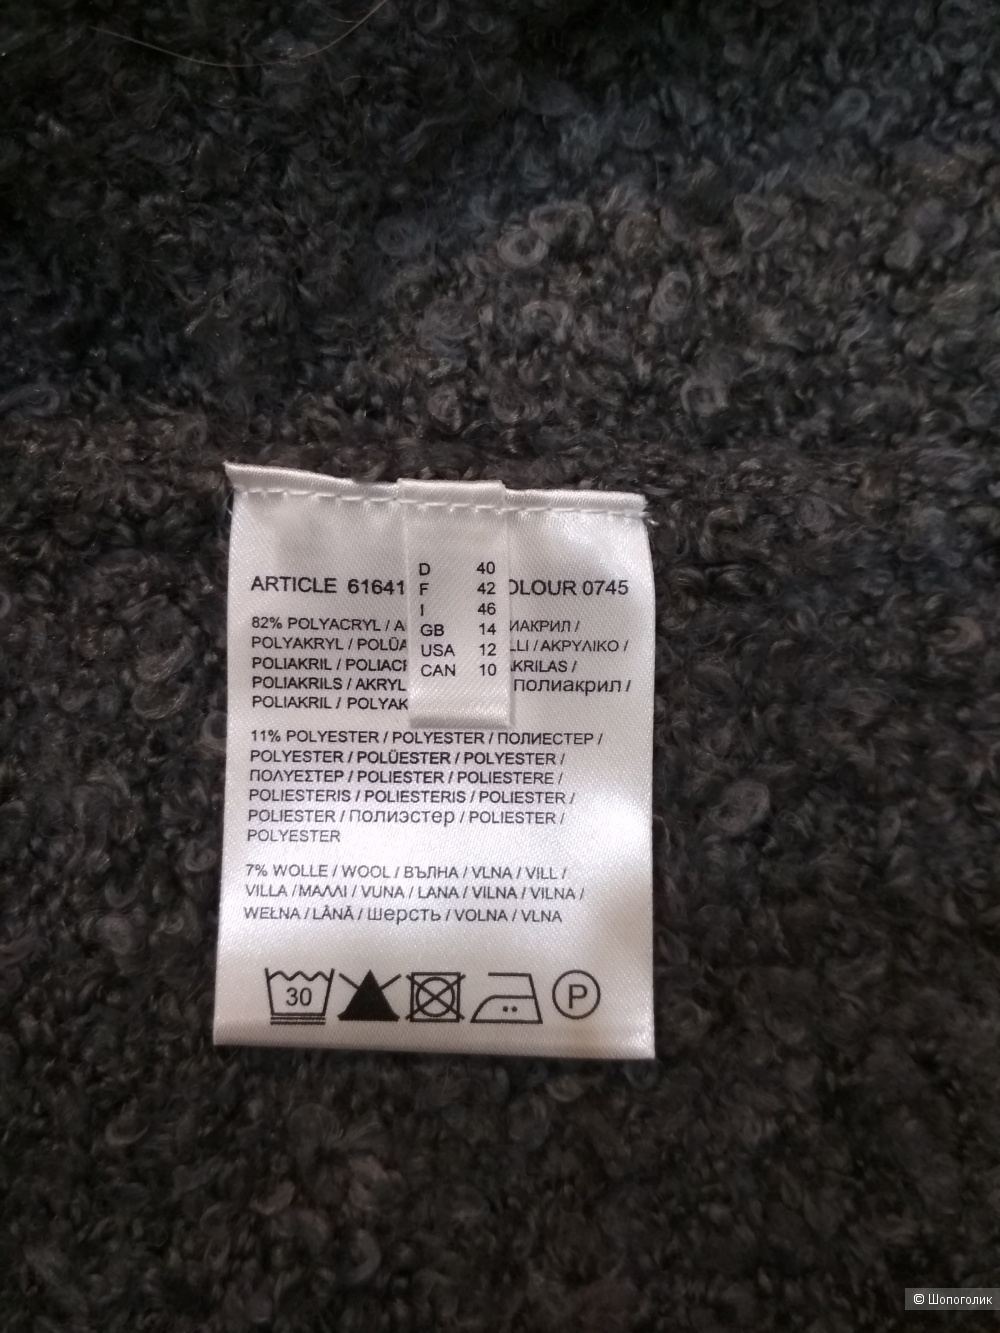 D 40
F 42
I 46
GB 14
USA 12
CAN 10
ARTICLE 61641 OLOUR 0745
82% POLYACRYL / A ИАКРИЛ /
POLYAKRYL / POLÜA LLI / ΑΚΡΥΛΙΚΟ /
POLIAKRIL / POLIACR AKRILAS /
POLIAKRILS / AKRYL ПОЛИАКРИЛ /
POLIAKRIL / POLYAK
11% POLYESTER / POLYESTER / ПОЛИЕСТЕР /
POLYESTER / POLÜESTER / POLYESTER /
ΠΟΛΥΕΣΤΕΡ / POLIESTER / POLIESTERE /
POLIESTERIS / POLIESTERIS / POLIESTER /
POLIESTER / ПОЛИЭСТЕР / POLIESTER /
POLYESTER
7% WOLLE / WOOL / ВЪЛНА / VLNA / VILL /
VILLA / ΜΑΛΛΙ / VUNA / LANA / VILNA / VILNA /
WEŁNA / LÂNĂ / ШЕРСТЬ / VOLNA / VLNA
30
P
© Шопоголик